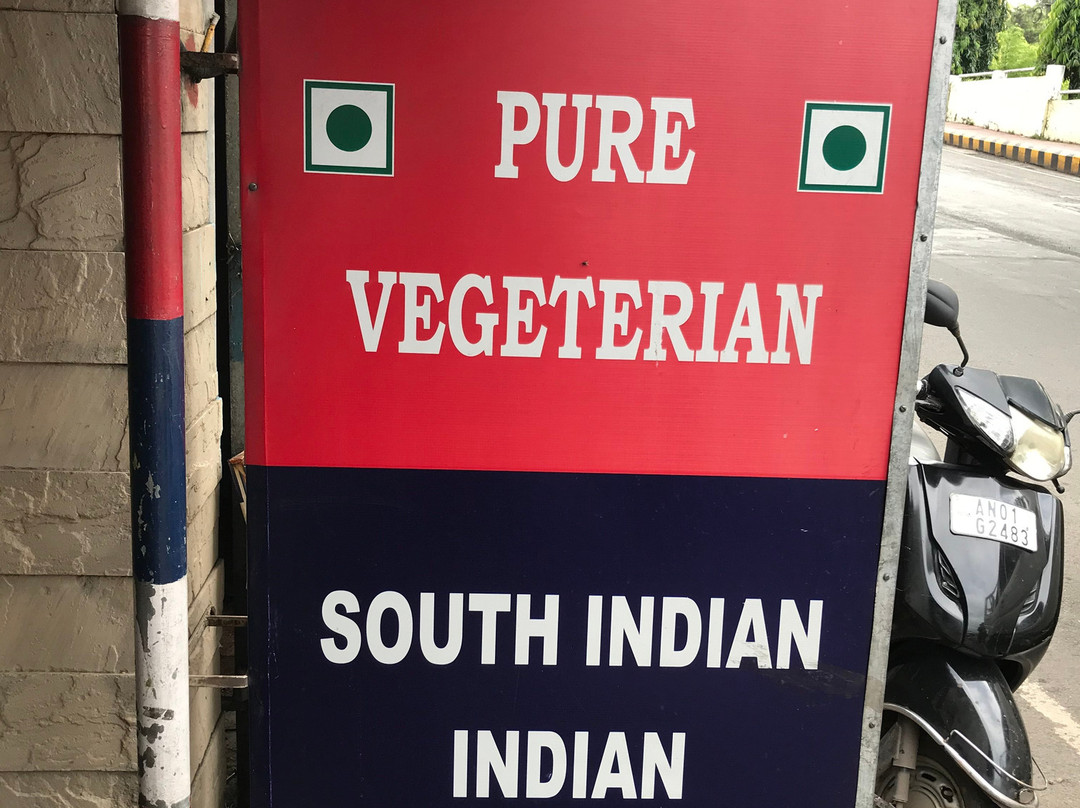 PURE
VEGETERIAN
SOUTH INDIAN
INDIAN
AN01
G2483